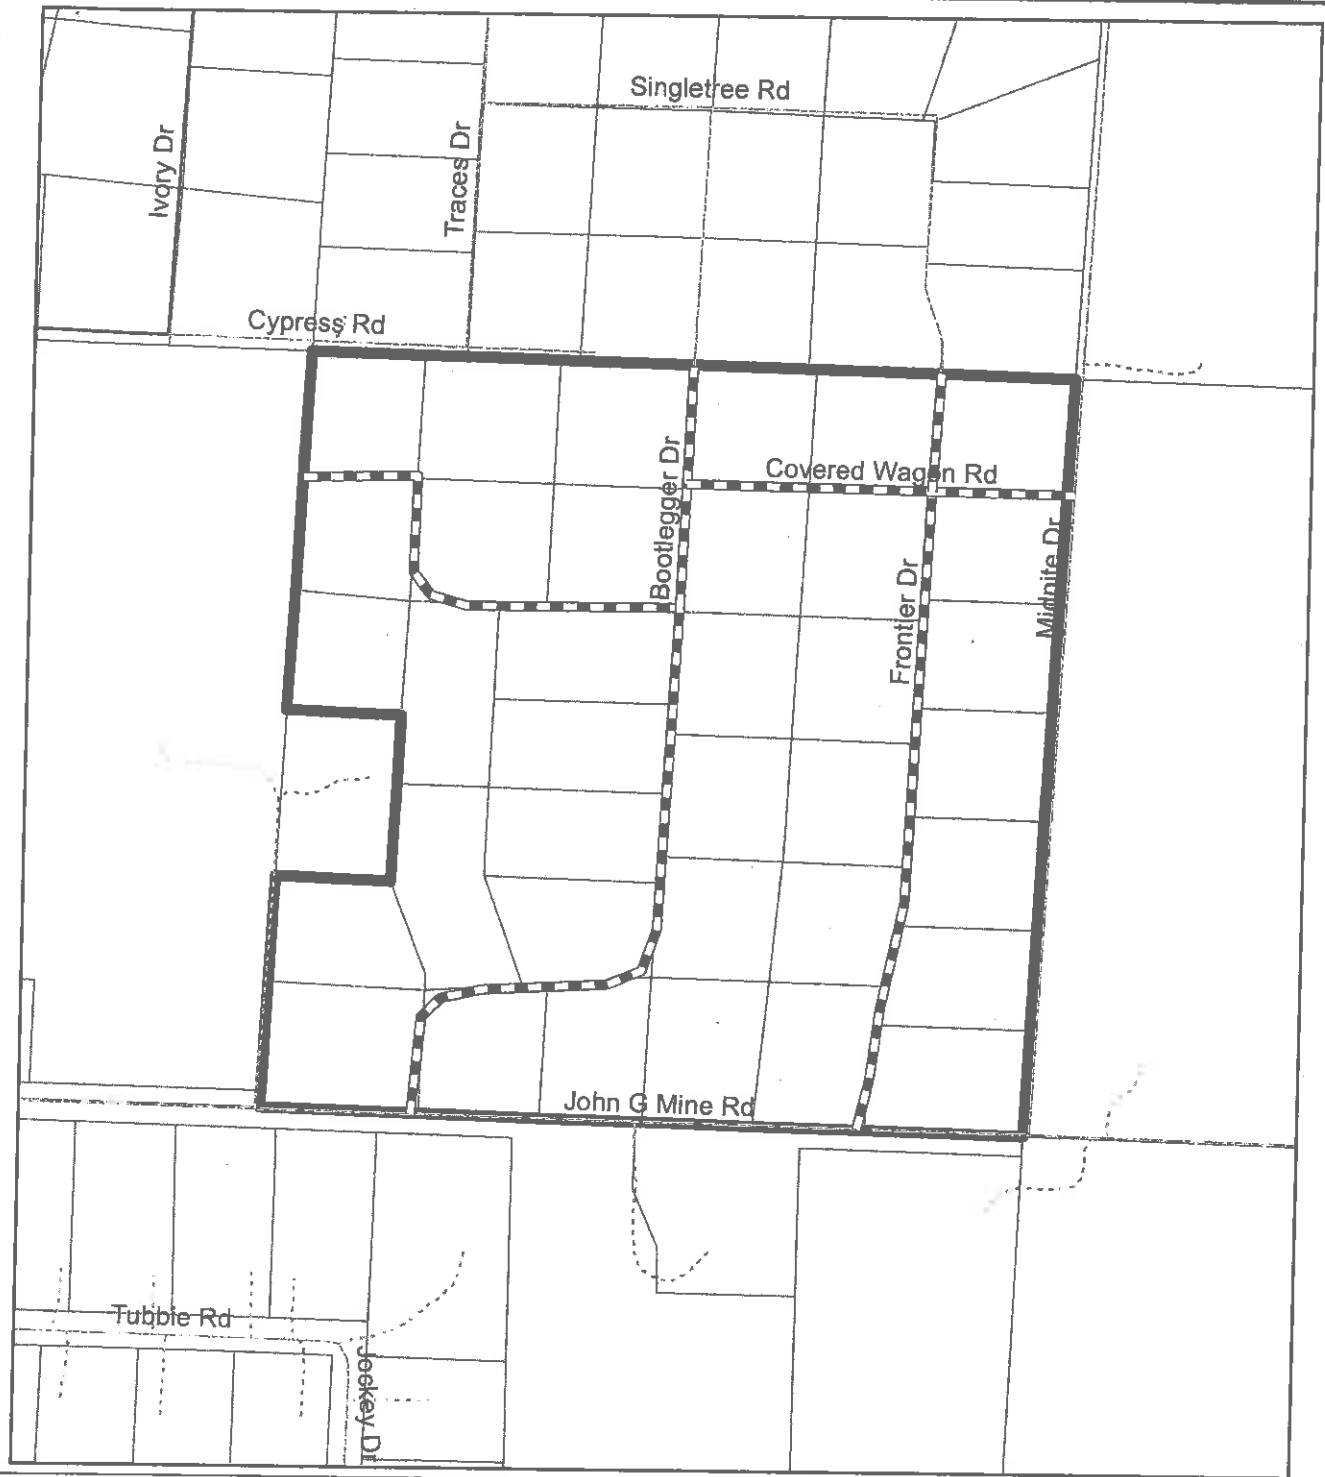 Singletree Rd
Ivory Dr
Traces Dr
Cypress Rd
Covered Wagon Rd
Bootlegger Dr
Frontier Dr
Midnite Dr
John G Mine Rd
Tubbie Rd
Jockey Dr